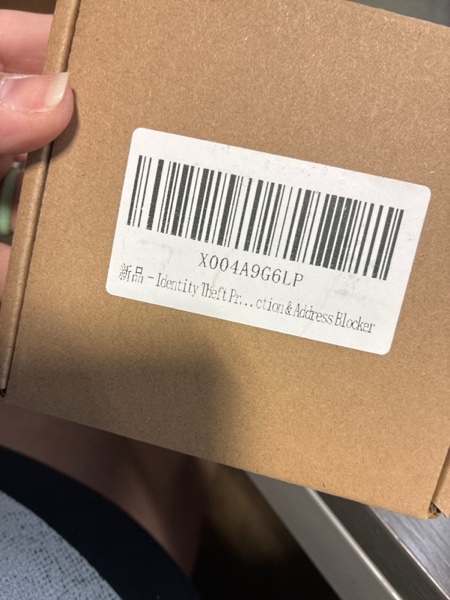 X004A9G6LP
新品 - Identity Theft Pr...ction & Address Blocker